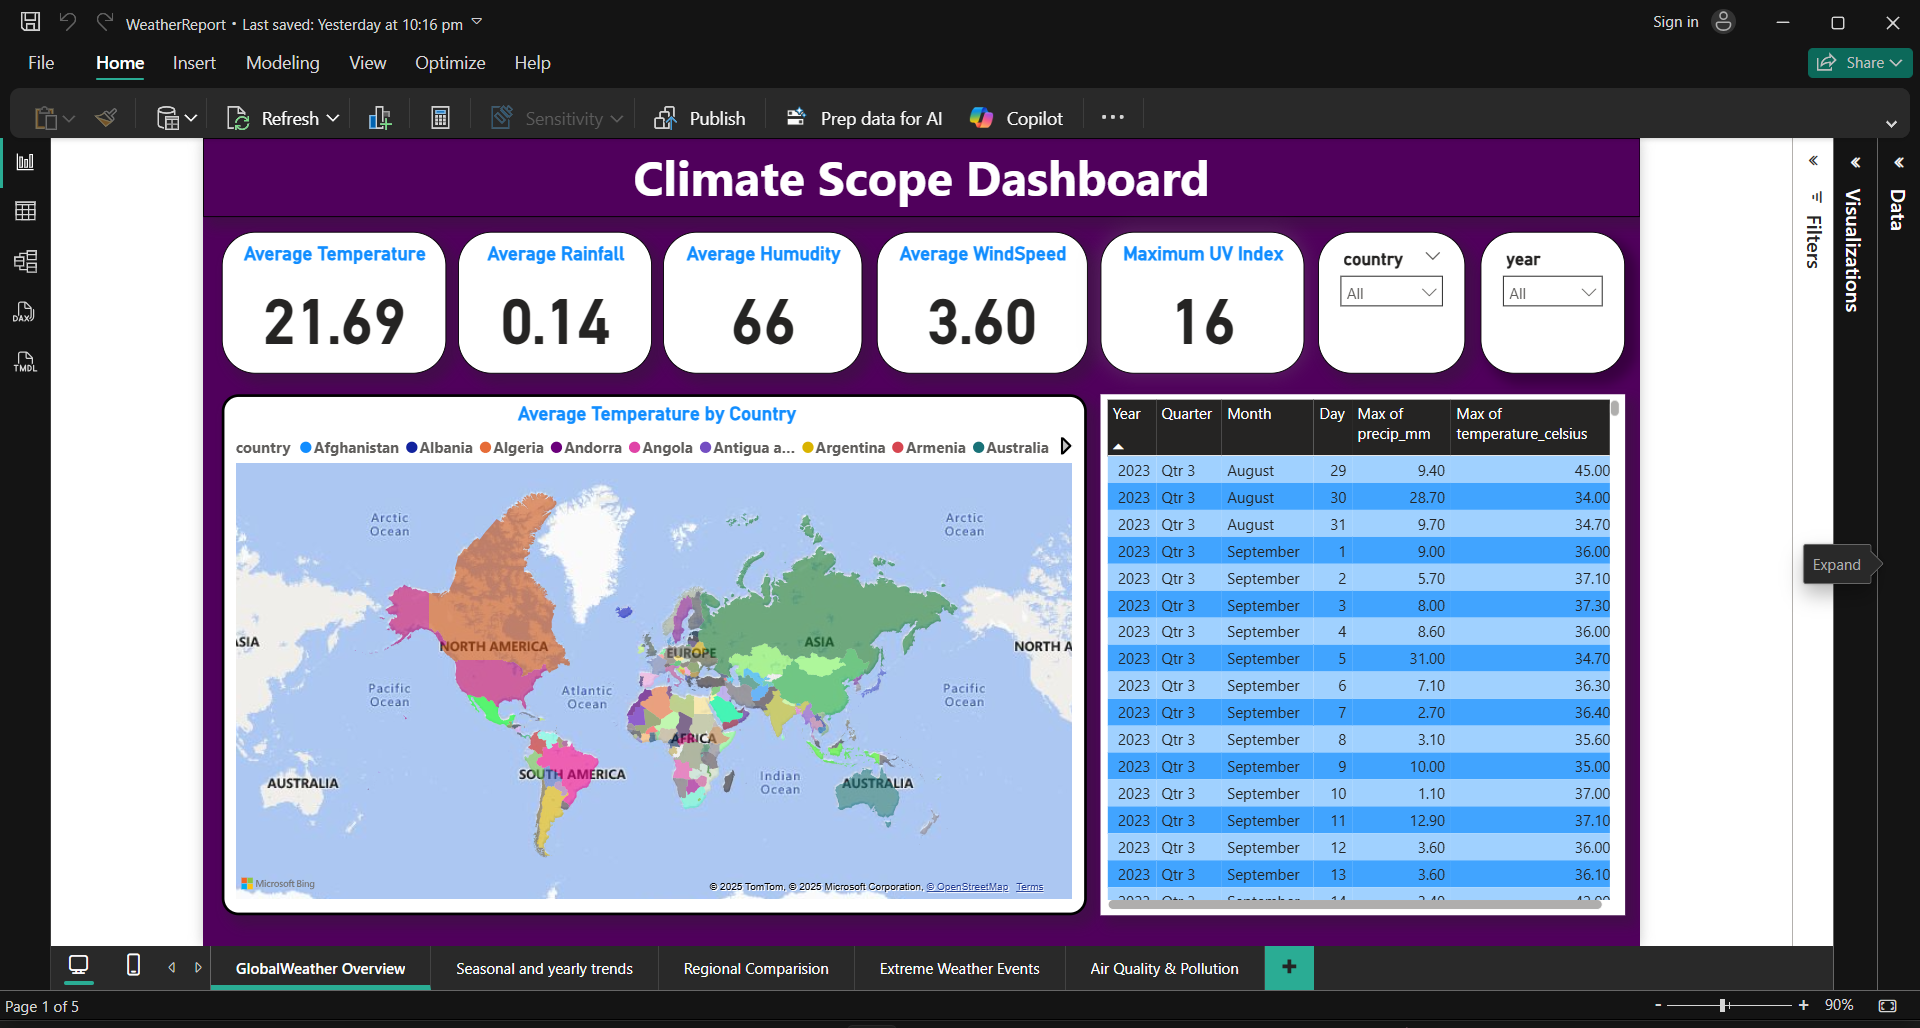 WeatherReport • Last saved: Yesterday at 10:16 pm
Sign in
File Home Insert Modeling View Optimize Help
Share
Refresh
Sensitivity
Publish
Prep data for AI
Copilot
Climate Scope Dashboard
Average Temperature
21.69
Average Rainfall
0.14
Average Humudity
66
Average WindSpeed
3.60
Maximum UV Index
16
country
All
year
All
Filters
Visualizations
Data
DAX
TMDL
Average Temperature by Country
country Afghanistan Albania Algeria Andorra Angola Antigua a... Argentina Armenia Australia
Arctic
Ocean
Arctic
Ocean
ASIA
NORTH AMERICA
EUROPE
ASIA
NORTH A
Pacific
Ocean
Atlantic
Ocean
Pacific
Ocean
AFRICA
AUSTRALIA
SOUTH AMERICA
Indian
Ocean
AUSTRALIA
Microsoft Bing
© 2025 TomTom, © 2025 Microsoft Corporation, © OpenStreetMap Terms
Year Quarter Month Day Max of precip_mm Max of temperature_celsius
2023 Qtr 3 August 29 9.40 45.00
2023 Qtr 3 August 30 28.70 34.00
2023 Qtr 3 August 31 9.70 34.70
2023 Qtr 3 September 1 9.00 36.00
2023 Qtr 3 September 2 5.70 37.10
2023 Qtr 3 September 3 8.00 37.30
2023 Qtr 3 September 4 8.60 36.00
2023 Qtr 3 September 5 31.00 34.70
2023 Qtr 3 September 6 7.10 36.30
2023 Qtr 3 September 7 2.70 36.40
2023 Qtr 3 September 8 3.10 35.60
2023 Qtr 3 September 9 10.00 35.00
2023 Qtr 3 September 10 1.10 37.00
2023 Qtr 3 September 11 12.90 37.10
2023 Qtr 3 September 12 3.60 36.00
2023 Qtr 3 September 13 3.60 36.10
Expand
GlobalWeather Overview
Seasonal and yearly trends
Regional Comparision
Extreme Weather Events
Air Quality & Pollution
+
Page 1 of 5
- + 90%